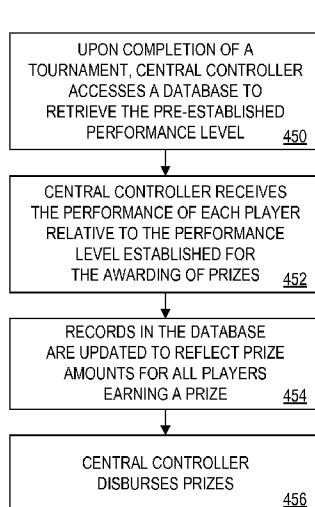 UPON COMPLETION OF A
TOURNAMENT, CENTRAL CONTROLLER
ACCESSES A DATABASE TO
RETRIEVE THE PRE-ESTABLISHED
PERFORMANCE LEVEL 450
CENTRAL CONTROLLER RECEIVES
THE PERFORMANCE OF EACH PLAYER
RELATIVE TO THE PERFORMANCE
LEVEL ESTABLISHED FOR
THE AWARDING OF PRIZES 452
RECORDS IN THE DATABASE
ARE UPDATED TO REFLECT PRIZE
AMOUNTS FOR ALL PLAYERS
EARNING A PRIZE 454
CENTRAL CONTROLLER
DISBURSES PRIZES
456